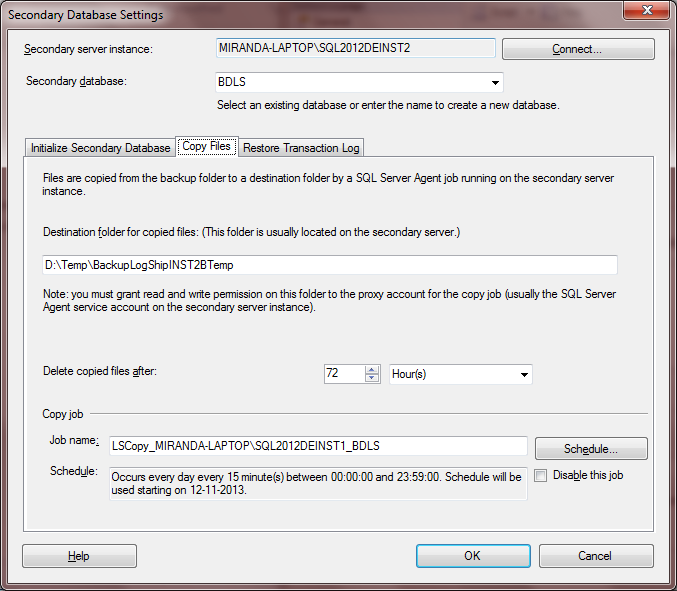 Secondary Database Settings
Secondary server instance:
MIRANDA-LAPTOP\SQL2012DEINST2
Connect...
Secondary database:
BDLS
Select an existing database or enter the name to create a new database.
Initialize Secondary Database
Copy Files
Restore Transaction Log
Files are copied from the backup folder to a destination folder by a SQL Server Agent job running on the secondary server
instance.
Destination folder for copied files: (This folder is usually located on the secondary server.)
D:\Temp\BackupLogShipINST2BTemp
Note: you must grant read and write permission on this folder to the proxy account for the copy job (usually the SQL Server
Agent service account on the secondary server instance).
Delete copied files after:
72
Hour(s)
Copy job
Job name:
LSCopy_MIRANDA-LAPTOP\SQL2012DEINST1_BDLS
Schedule...
Schedule:
Occurs every day every 15 minute(s) between 00:00:00 and 23:59:00. Schedule will be
used starting on 12-11-2013.
Disable this job
Help
OK
Cancel